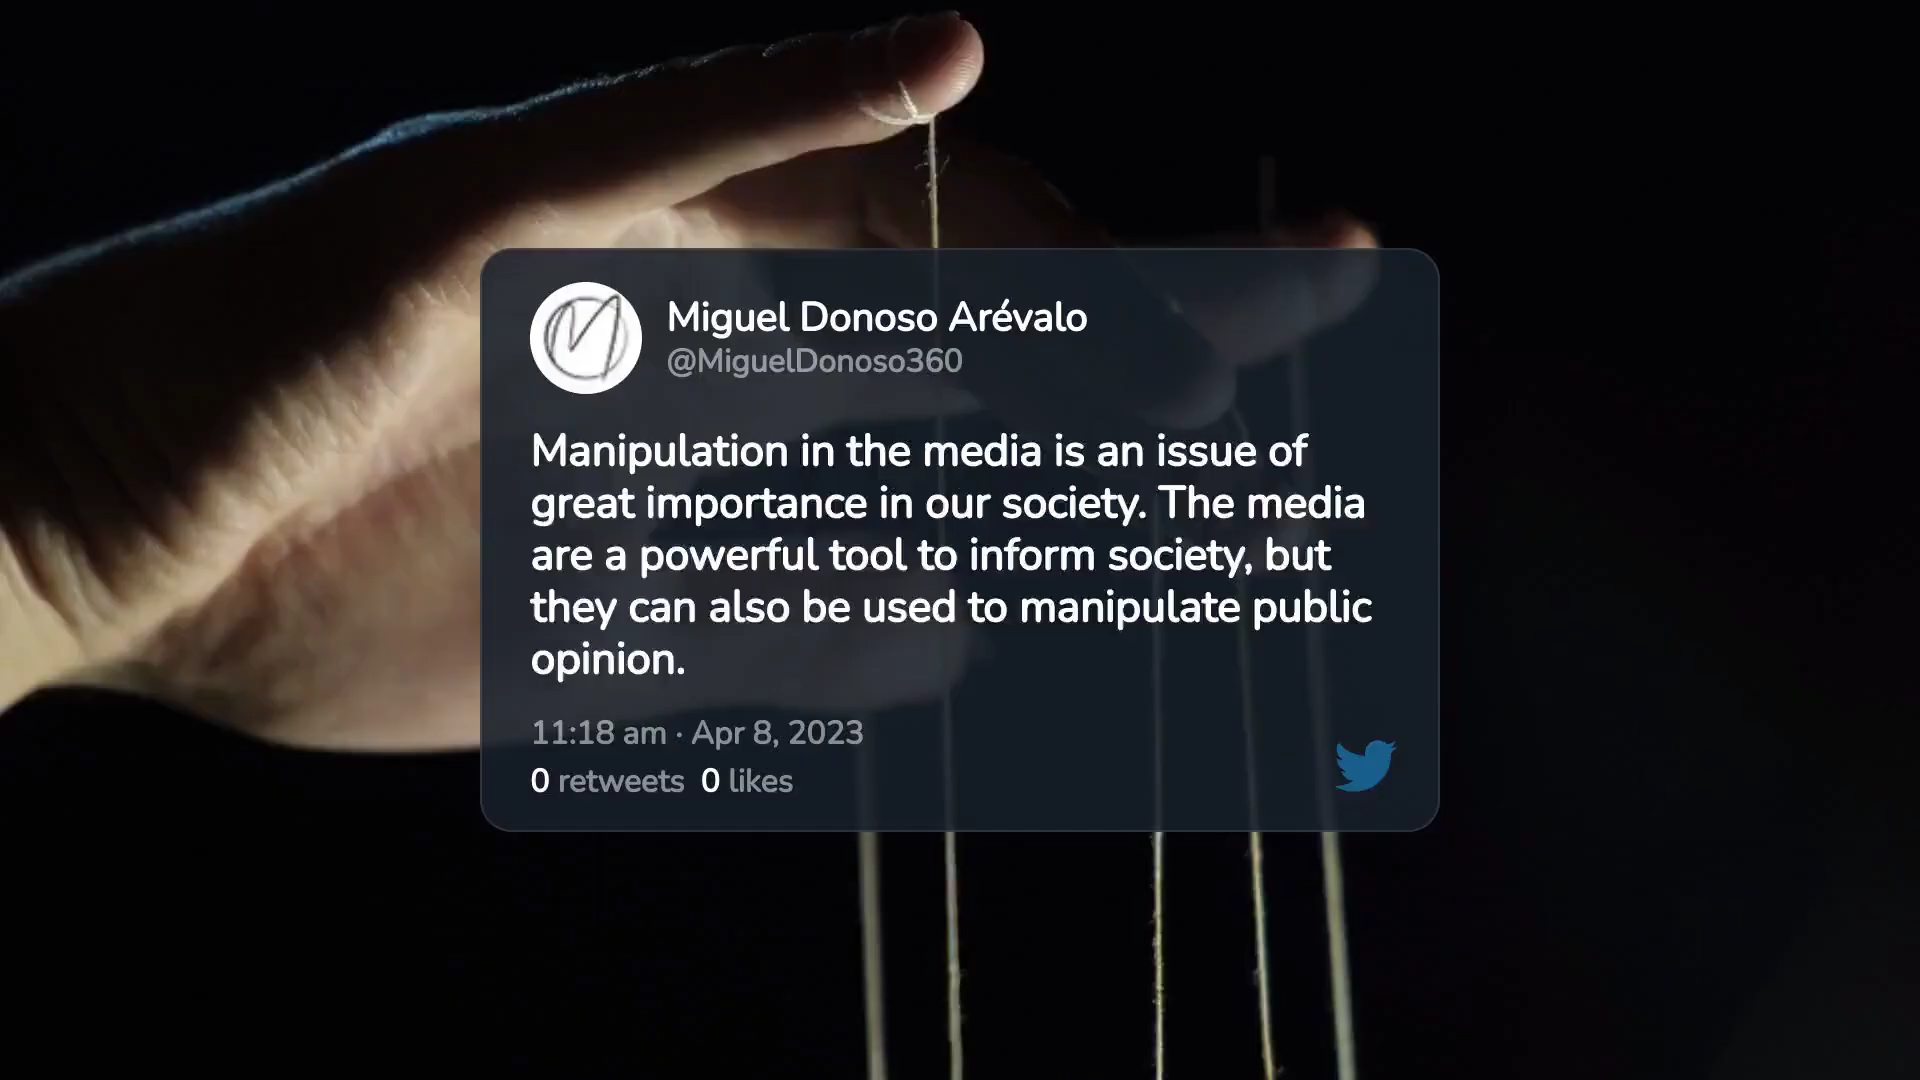 Miguel Donoso Arévalo
@MiguelDonoso360
Manipulation in the media is an issue of
great importance in our society. The media
are a powerful tool to inform society, but
they can also be used to manipulate public
opinion.
11:18 am · Apr 8, 2023
0 retweets 0 likes